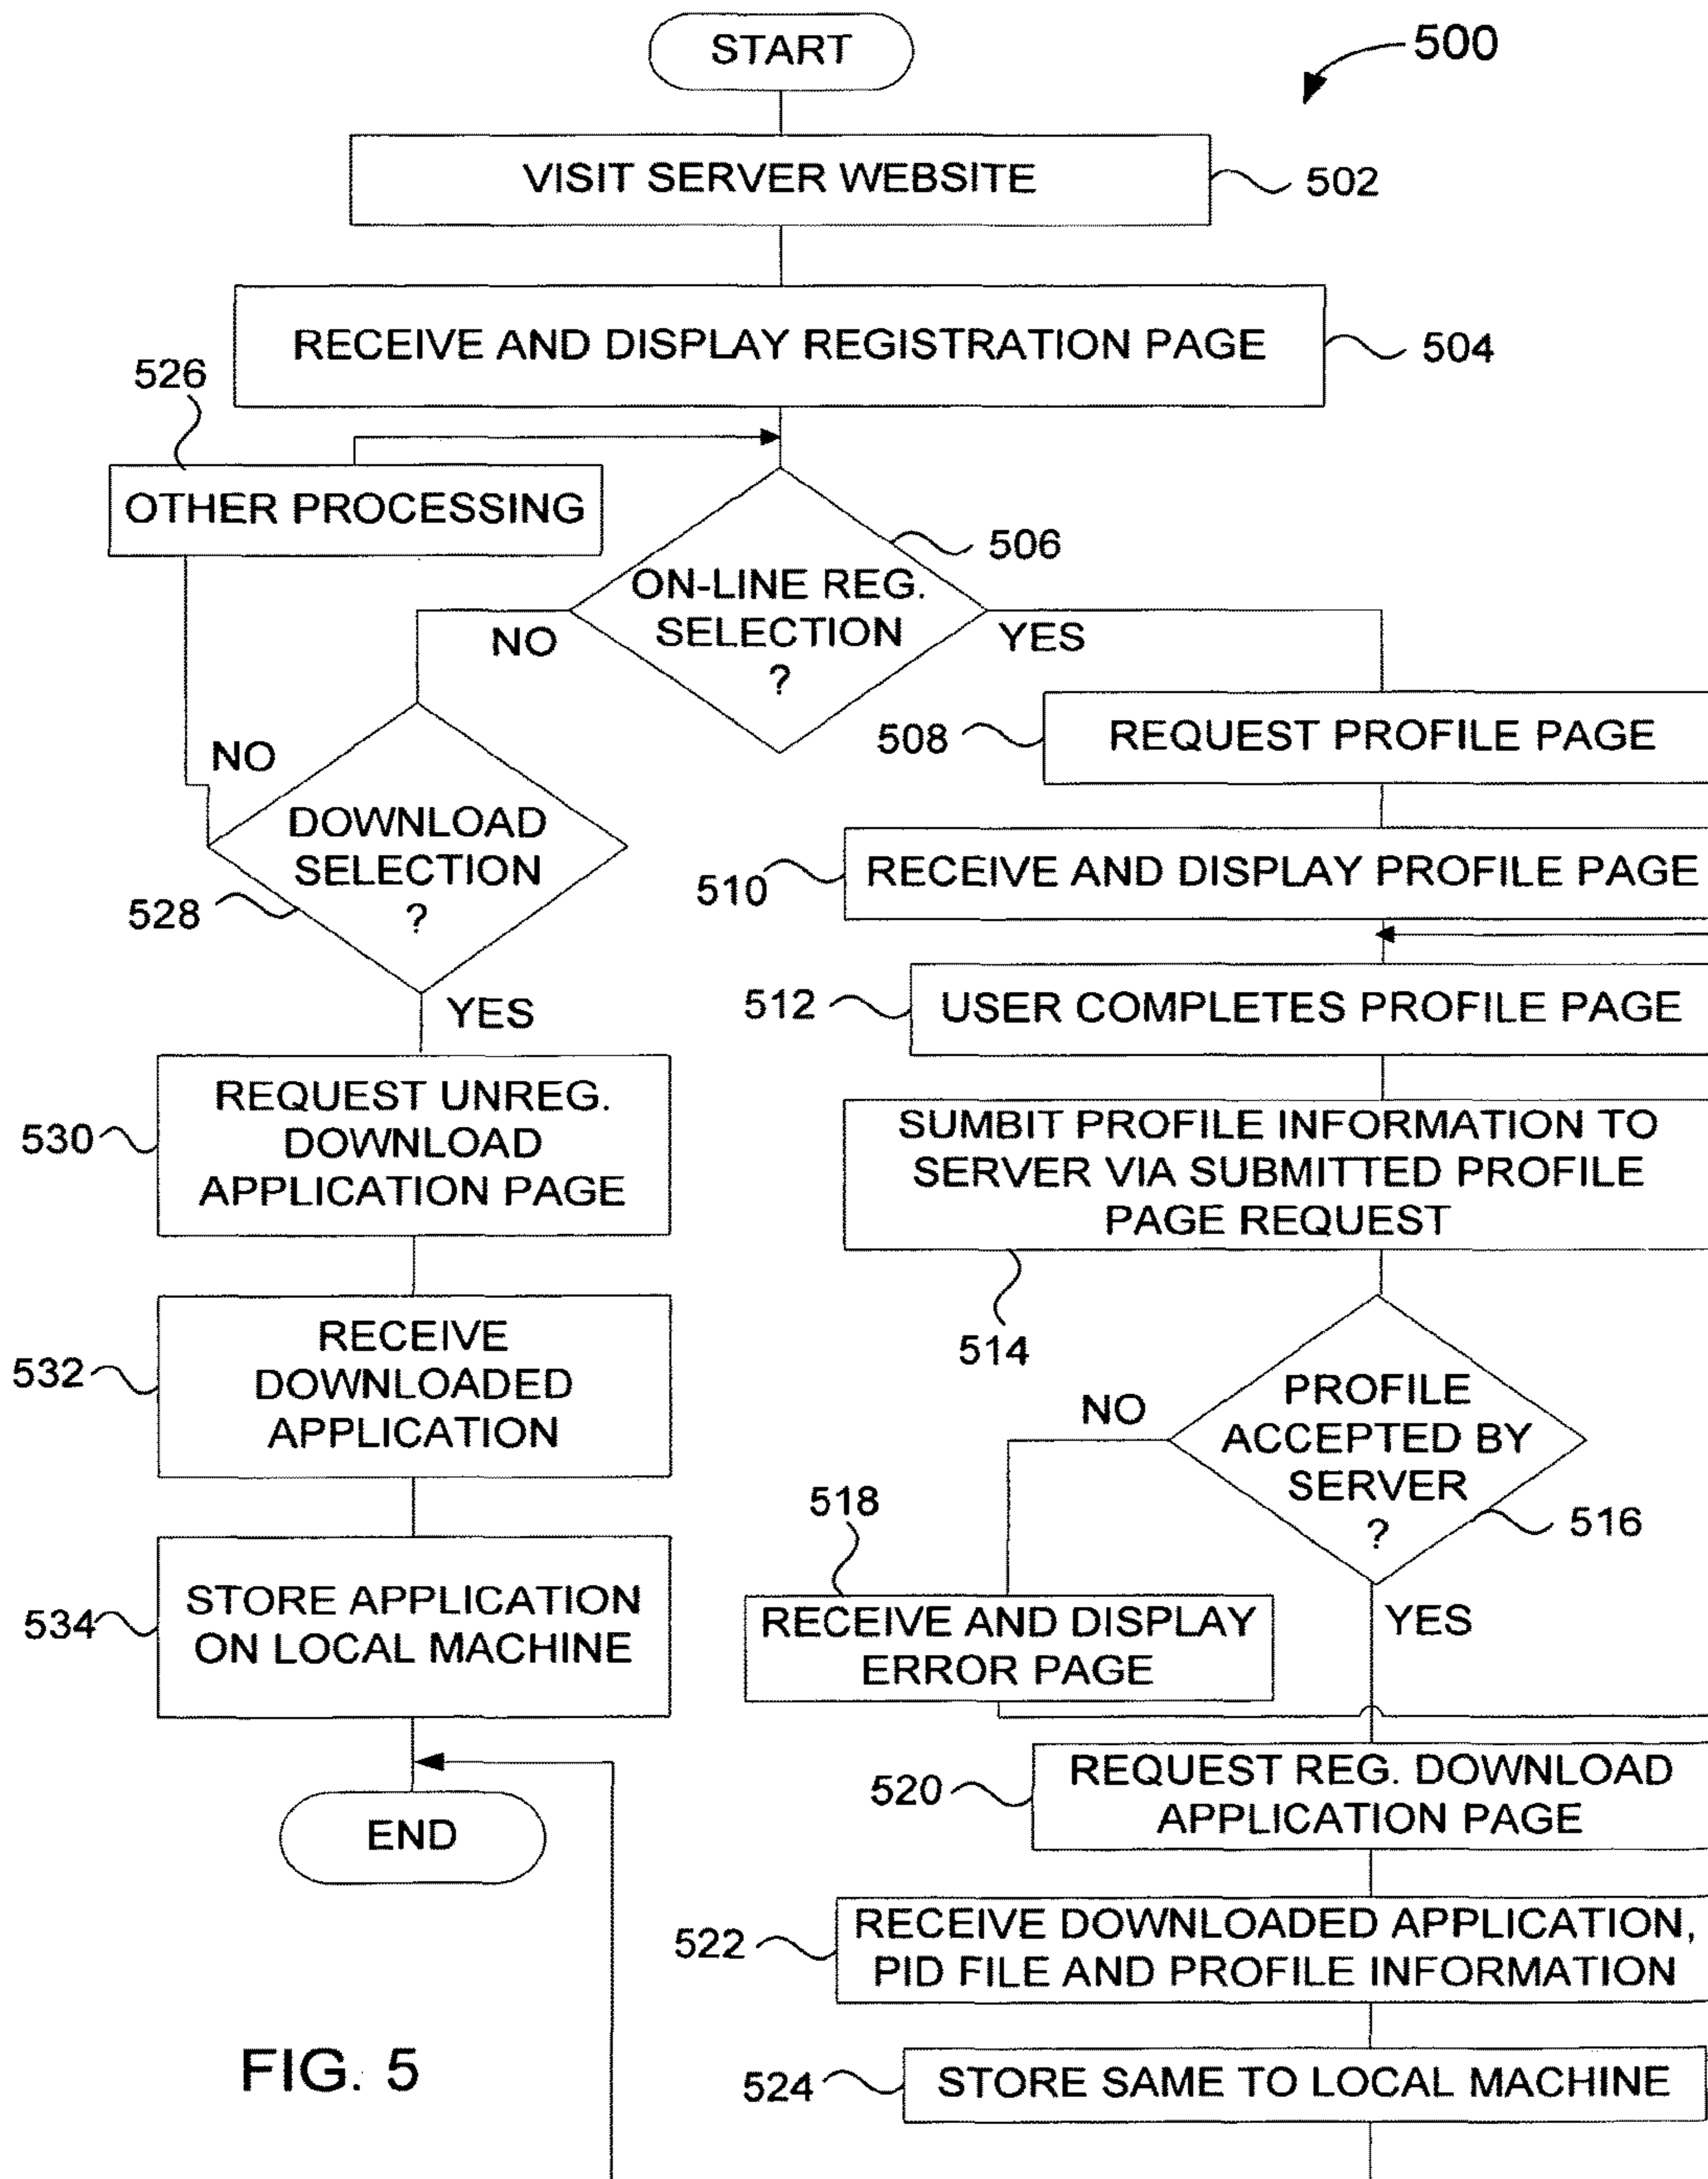 START
500
VISIT SERVER WEBSITE
502
RECEIVE AND DISPLAY REGISTRATION PAGE
504
526
OTHER PROCESSING
506
ON-LINE REG.
SELECTION
?
NO
YES
508
REQUEST PROFILE PAGE
NO
DOWNLOAD
SELECTION
?
528
YES
510
RECEIVE AND DISPLAY PROFILE PAGE
512
USER COMPLETES PROFILE PAGE
530
REQUEST UNREG.
DOWNLOAD
APPLICATION PAGE
SUMBIT PROFILE INFORMATION TO
SERVER VIA SUBMITTED PROFILE
PAGE REQUEST
514
532
RECEIVE
DOWNLOADED
APPLICATION
PROFILE
ACCEPTED BY
SERVER
?
516
NO
YES
518
RECEIVE AND DISPLAY
ERROR PAGE
534
STORE APPLICATION
ON LOCAL MACHINE
END
520
REQUEST REG. DOWNLOAD
APPLICATION PAGE
522
RECEIVE DOWNLOADED APPLICATION,
PID FILE AND PROFILE INFORMATION
524
STORE SAME TO LOCAL MACHINE
FIG. 5